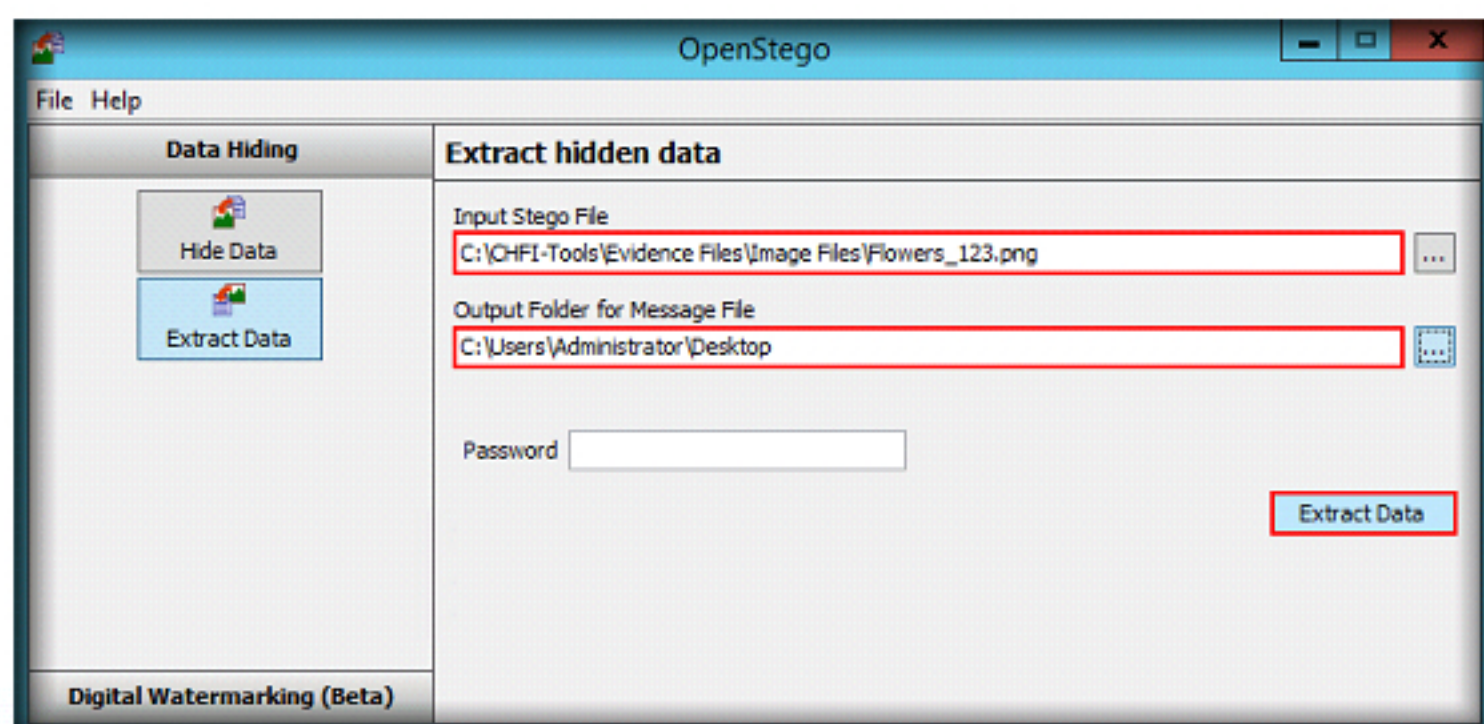 OpenStego
File Help
Data Hiding
Hide Data
Extract Data
Digital Watermarking (Beta)
Extract hidden data
Input Stego File
C:\CHFI-Tools\Evidence Files\Image Files\Flowers_123.png
...
Output Folder for Message File
C:\Users\Administrator\Desktop
...
Password
Extract Data